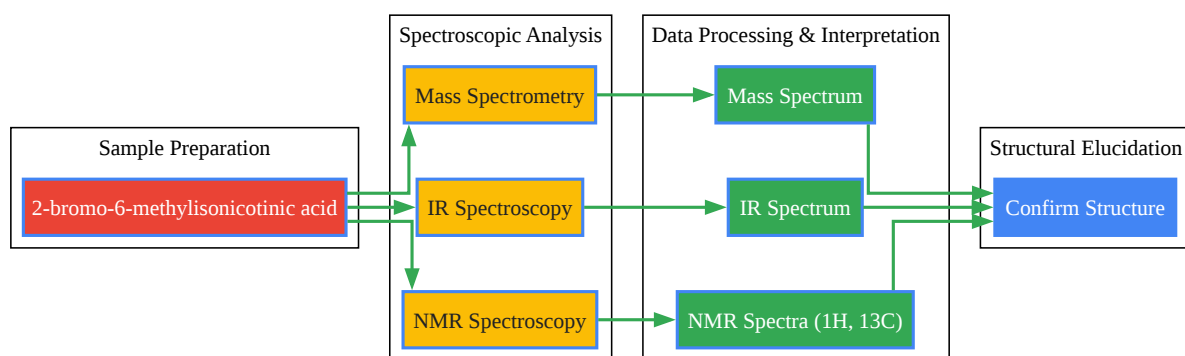 Sample Preparation
2-bromo-6-methylisonicotinic acid
Spectroscopic Analysis
Mass Spectrometry
IR Spectroscopy
NMR Spectroscopy
Data Processing & Interpretation
Mass Spectrum
IR Spectrum
NMR Spectra (1H, 13C)
Structural Elucidation
Confirm Structure